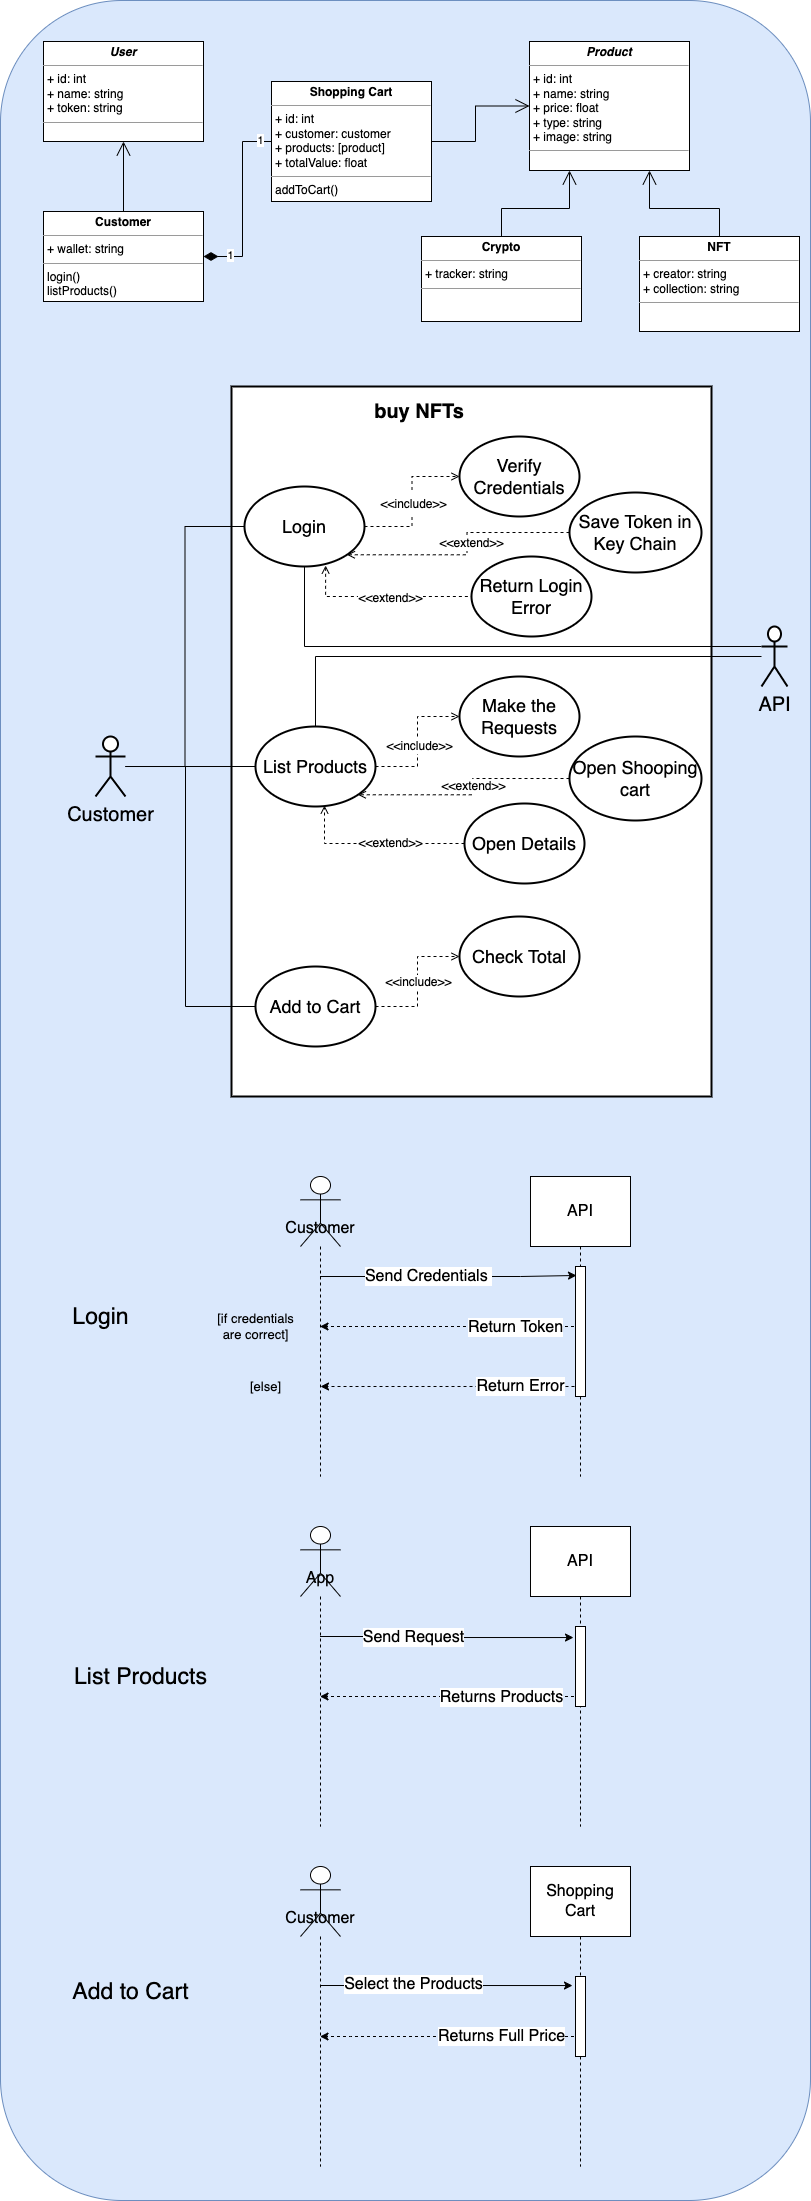 User
+ id: int
+ name: string
+ token: string
Customer
+ wallet: string
login()
listProducts()
1
1
Shopping Cart
+ id: int
+ customer: customer
+ products: [product]
+ totalValue: float
addToCart()
Product
+ id: int
+ name: string
+ price: float
+ type: string
+ image: string
Crypto
+ tracker: string
NFT
+ creator: string
+ collection: string
buy NFTs
Verify
Credentials
<<include>>
Login
Save Token in
Key Chain
<<extend>>
Return Login
Error
<<extend>>
API
Make the
Requests
<<include>>
List Products
Open Shooping
cart
<<extend>>
Customer
Open Details
<<extend>>
Check Total
<<include>>
Add to Cart
Customer
API
Send Credentials
Login
[if credentials
are correct]
Return Token
[else]
Return Error
App
API
Send Request
List Products
Returns Products
Customer
Shopping
Cart
Select the Products
Add to Cart
Returns Full Price